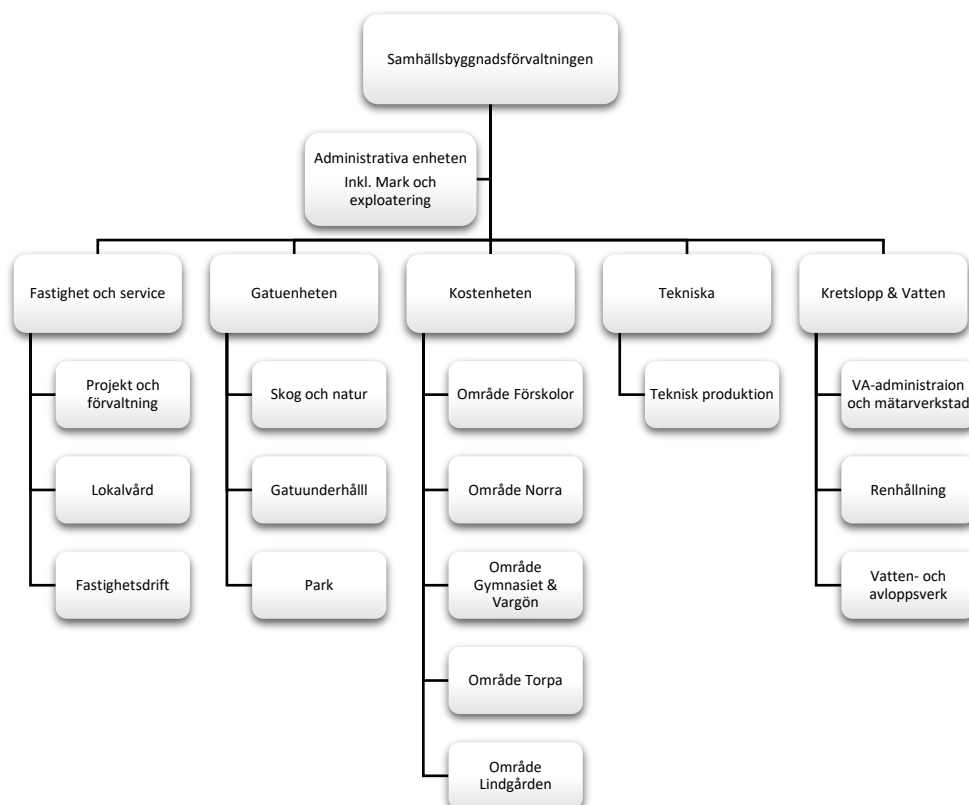 Samhällsbyggnadsförvaltningen
Administrativa enheten
Inkl. Mark och
exploatering
Fastighet och service
Gatuenheten
Kostenheten
Tekniska
Kretslopp & Vatten
Projekt och
förvaltning
Lokalvård
Fastighetsdrift
Skog och natur
Gatuunderhålll
Park
Område Förskolor
Område Norra
Område
Gymnasiet &
Vargön
Område Torpa
Område
Lindgården
Teknisk produktion
VA-administraion
och mätarverkstad
Renhållning
Vatten- och
avloppsverk